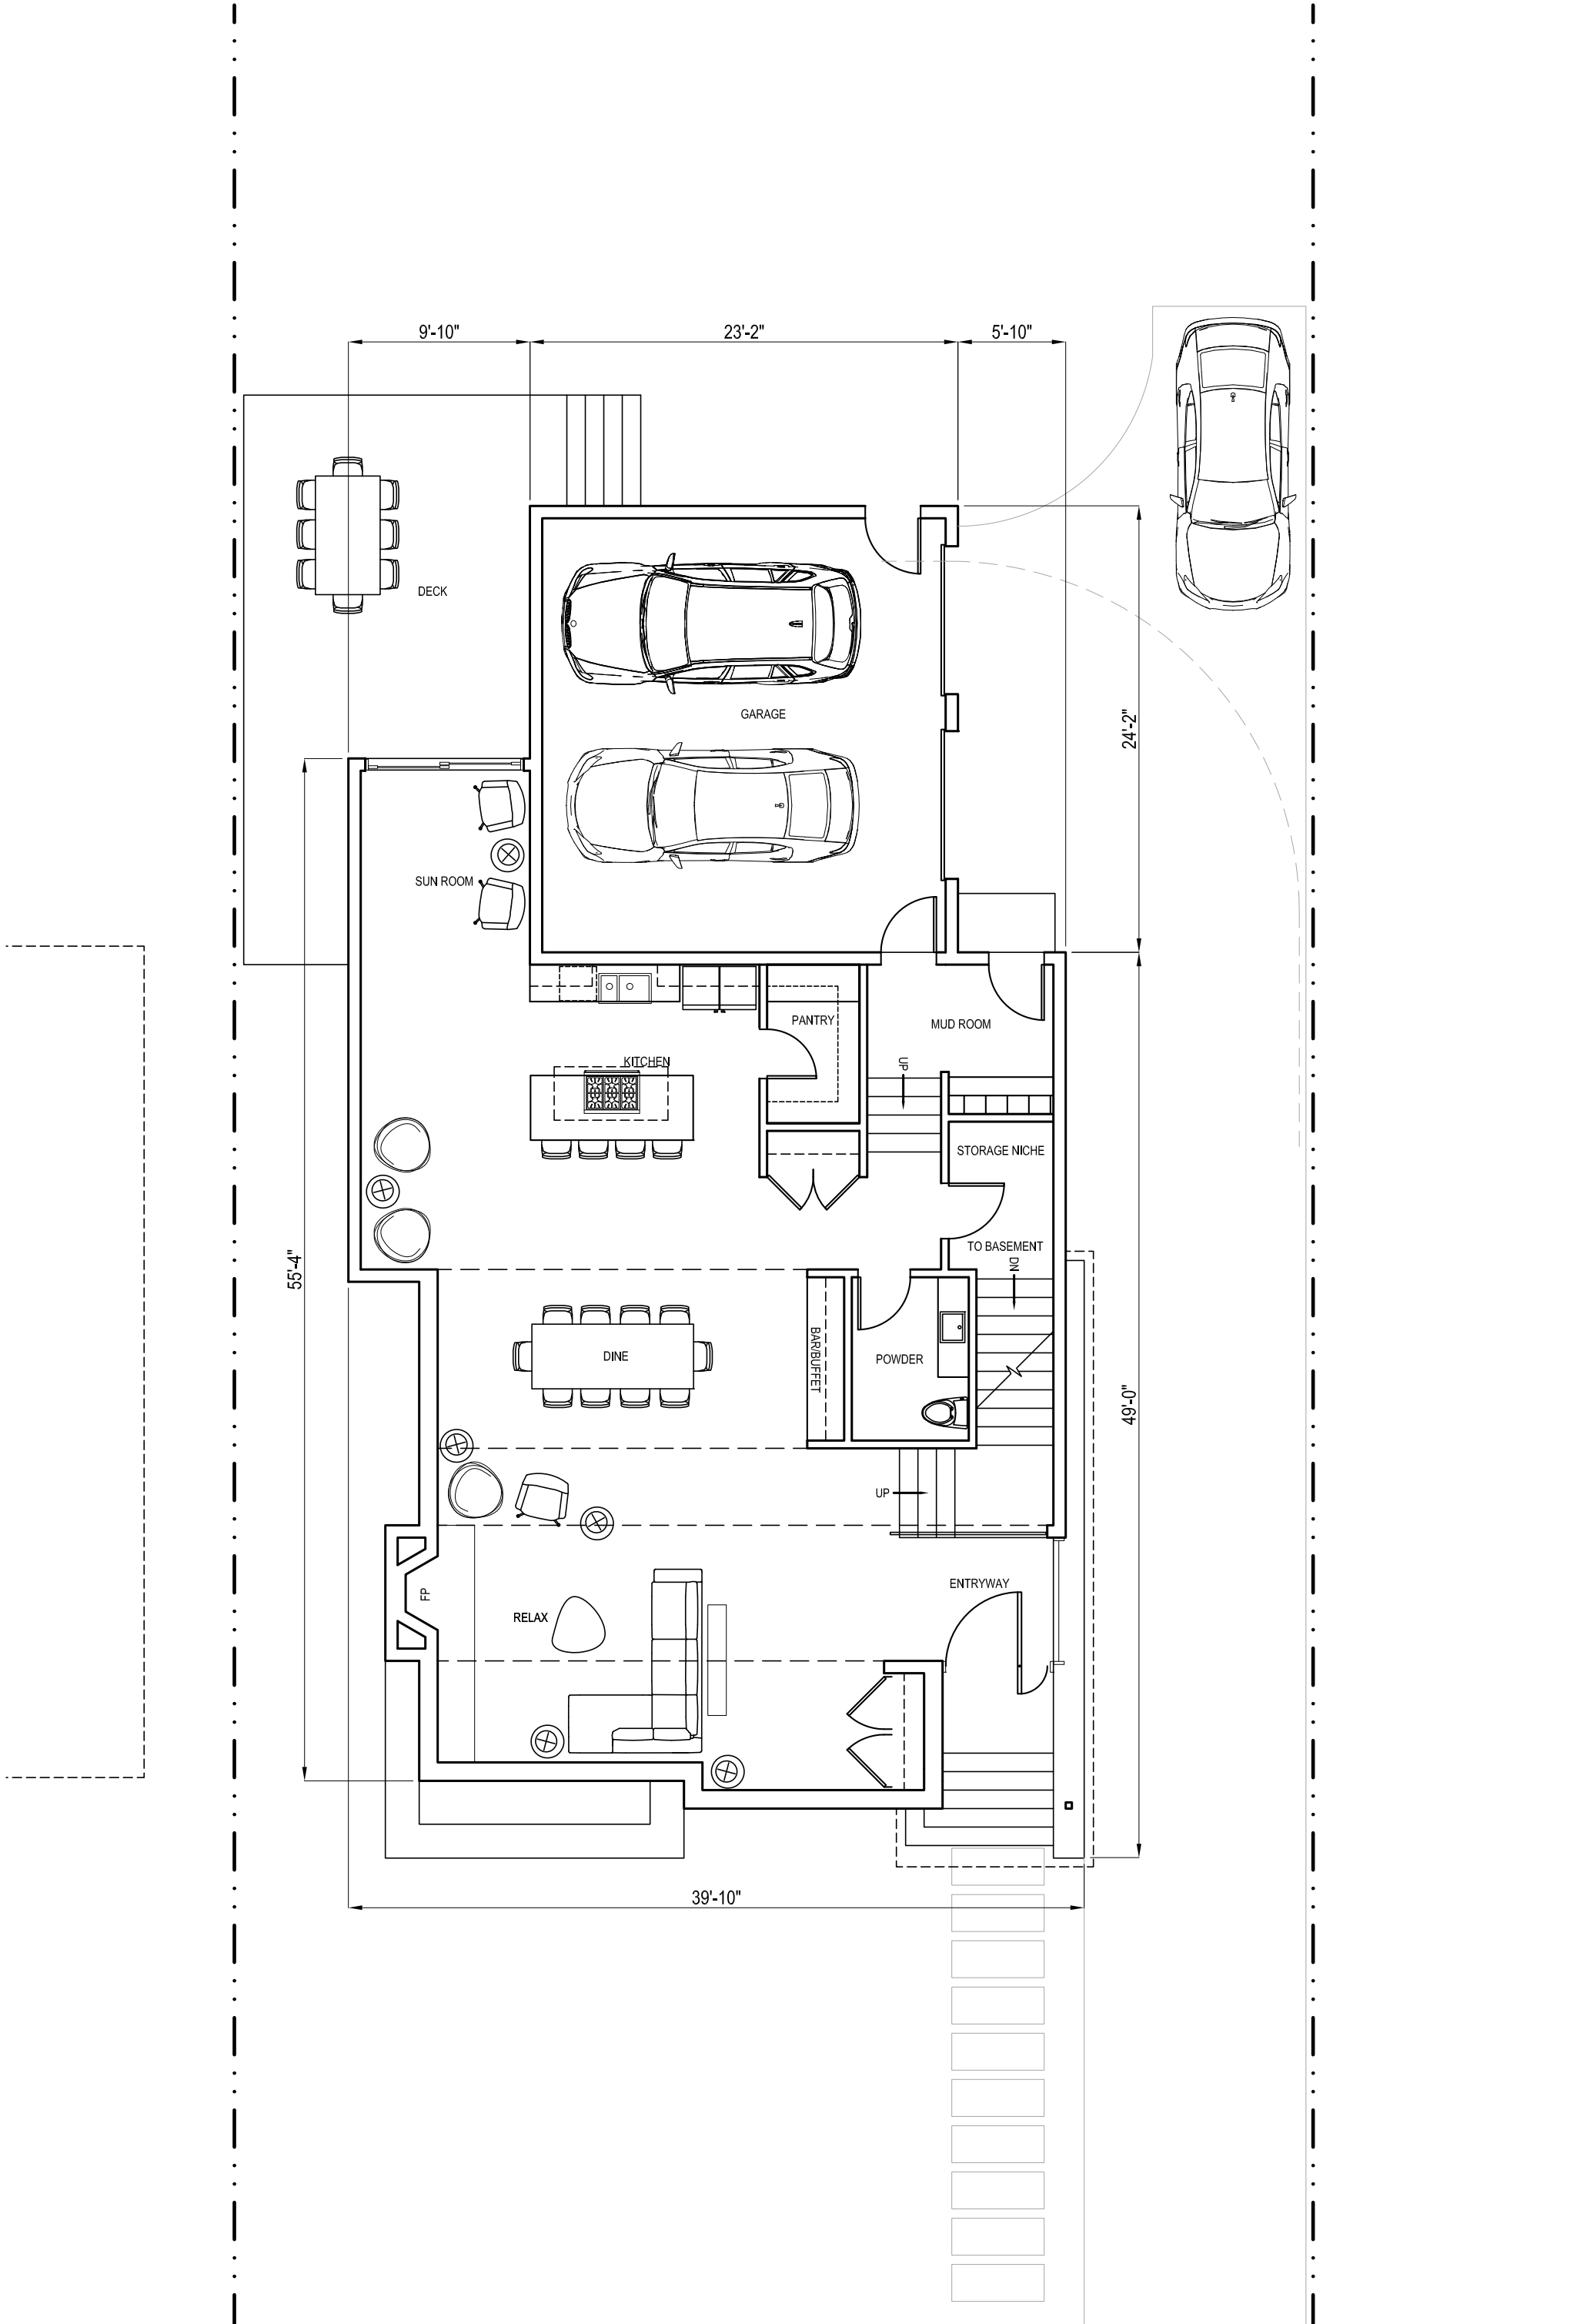 9'-10"
23'-2"
5'-10"
DECK
GARAGE
24'-2"
SUN ROOM
PANTRY
MUD ROOM
KITCHEN
UP
STORAGE NICHE
TO BASEMENT
DN
55'-4"
DINE
BAR/BUFFET
POWDER
49'-0"
UP
ENTRYWAY
FP
RELAX
39'-10"